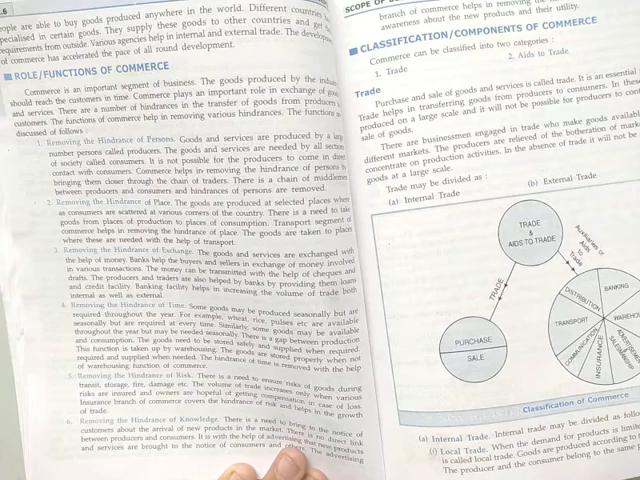 .6
eople are able to buy goods produced anywhere in the world. Different countries
pecialised in certain goods. They supply these goods to other countries and get
equirements from outside. Various agencies help in internal and external trade. The
of commerce has accelerated the pace of all round development.
ROLE/FUNCTIONS OF COMMERCE
Commerce is an important segment of business. The goods produced by the
should reach the customers in time. Commerce plays an important role in exchange of
and services. There are a number of hindrances in the transfer of goods from
customers. The functions of commerce help in removing various hindrances. The functions
discussed of follows :
1. Removing the Hindrance of Persons. Goods and services are produced by a
number persons called producers. The goods and services are needed by all
of society called consumers. It is not possible for the producers to come in
contact with consumers. Commerce helps in removing the hindrance of persons by
bringing them closer through the chain of traders. There is a chain of middlemen
between producers and consumers and hindrances of persons are removed.
2. Removing the Hindrance of Place. The goods are produced at selected places
as consumers are scattered at various corners of the country. There is a need to
goods from places of production to places of consumption. Transport segment of
commerce helps in removing the hindrance of place. The goods are taken to
where these are needed with the help of transport.
3. Removing the Hindrance of Exchange. The goods and services are exchanged with
the help of money. Banks help the buyers and sellers in exchange of money involved
in various transactions. The money can be transmitted with the help of cheques and
drafts. The producers and traders are also helped by banks by providing them loans
and credit facility. Banking facility helps in increasing the volume of trade both
internal as well as external.
4. Removing the Hindrance of Time. Some goods may be produced seasonally but are
required throughout the year. For example, wheat, rice, pulses etc are produced
seasonally but are required at every time. Similarly, some goods may be available
throughout the year but may be needed seasonally. There is a gap between production
and consumption. The goods need to be stored safely and supplied when required.
This function is taken up by warehousing. The goods are stored properly when not
required and supplied when needed. The hindrance of time is removed with the help
of warehousing function of commerce.
5. Removing the Hindrance of Risk. There is a need to ensure risks of goods during
transit, storage, fire, damage etc. The volume of trade increases only when various
risks are insured and owners are hopeful of getting compensation in case of loss.
Insurance branch of commerce covers the hindrance of risk and helps in the growth
of trade.
6. Removing the Hindrance of Knowledge. There is a need to bring to the notice of
customers about the arrival of new products in the market. There is no direct link
between producers and consumers. It is with the help of advertising that new products
and services are brought to the notice of consumers and others. The advertising
SCOPE OF
branch of commerce helps in removing the
awareness about the new products and their utility.
CLASSIFICATION/COMPONENTS OF COMMERCE
Commerce can be classified into two categories :
1. Trade 2. Aids to Trade
Trade
Purchase and sale of goods and services is called trade. It is an essential
Trade helps in transferring goods from producers to consumers. In
produced on a large scale and it will not be possible for producers to
sale of goods.
There are businessmen engaged in trade who make goods
different markets. The producers are relieved of the botheration of
concentrate on production activities. In the absence of trade it will not be
goods at a large scale.
Trade may be divided as :
(a) Internal Trade (b) External Trade
TRADE
&
AIDS TO TRADE
TRADE
Auxiliaries or
Aids to
Trade
PURCHASE
SALE
DISTRIBUTION
BANKING
TRANSPORT
COMMUNICATION
INSURANCE
Classification of Commerce
(a) Internal Trade. Internal trade may be divided as
(i) Local Trade. When the demand for products is
is called local trade. Goods are produced according to
The producer and the consumer belong to the same